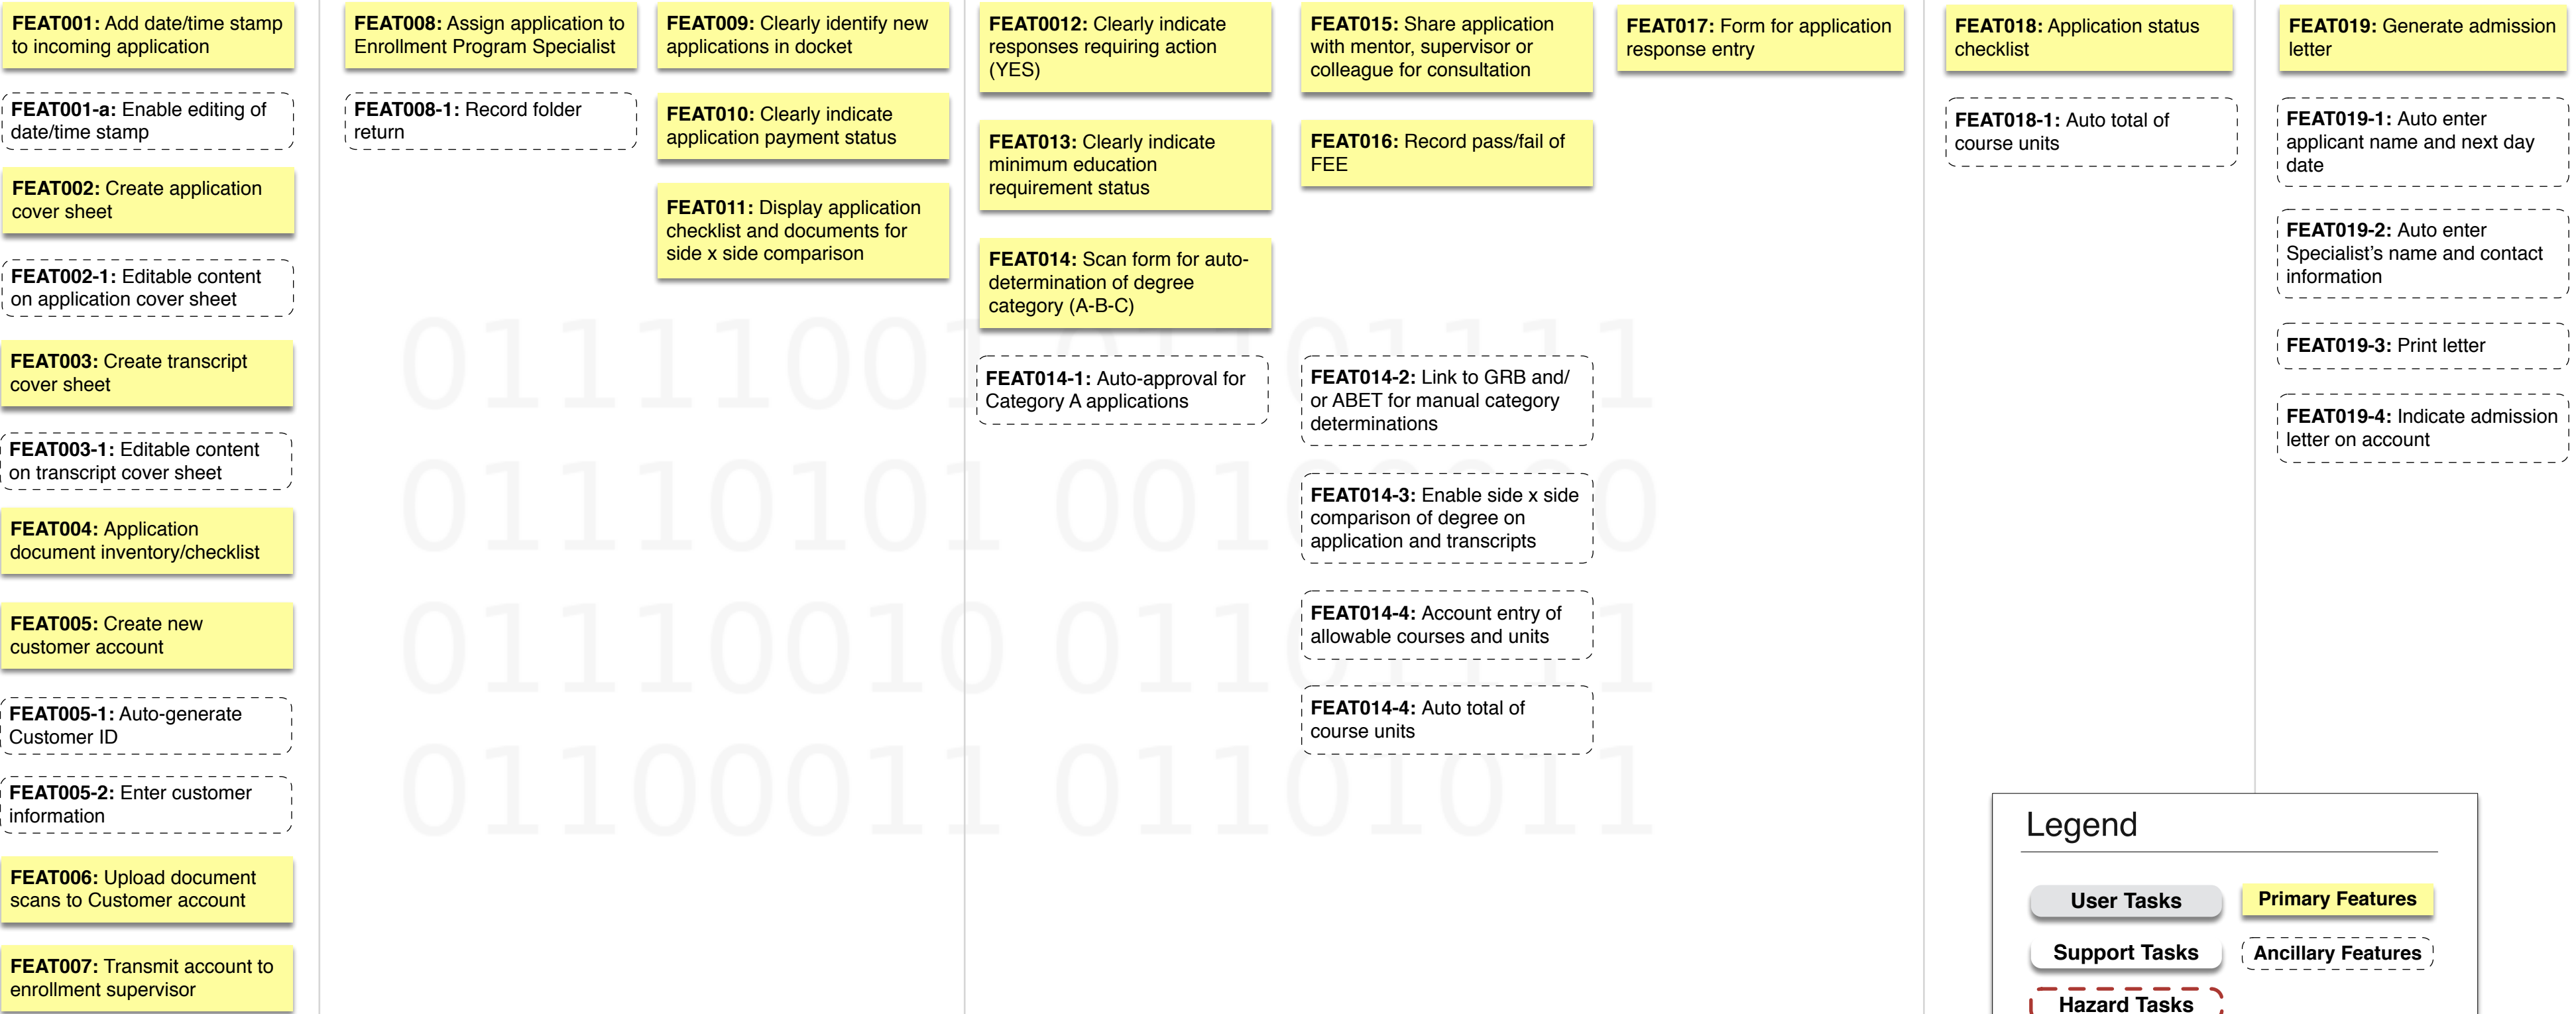 FEAT001: Add date/time stamp
to incoming application
FEAT001-a: Enable editing of
date/time stamp
FEAT002: Create application
cover sheet
FEAT002-1: Editable content
on application cover sheet
FEAT003: Create transcript
cover sheet
FEAT003-1: Editable content
on transcript cover sheet
FEAT004: Application
document inventory/checklist
FEAT005: Create new
customer account
FEAT005-1: Auto-generate
Customer ID
FEAT005-2: Enter customer
information
FEAT006: Upload document
scans to Customer account
FEAT007: Transmit account to
enrollment supervisor
FEAT008: Assign application to
Enrollment Program Specialist
FEAT008-1: Record folder
return
FEAT009: Clearly identify new
applications in docket
FEAT010: Clearly indicate
application payment status
FEAT011: Display application
checklist and documents for
side x side comparison
FEAT0012: Clearly indicate
responses requiring action
(YES)
FEAT013: Clearly indicate
minimum education
requirement status
FEAT014: Scan form for auto-
determination of degree
category (A-B-C)
FEAT014-1: Auto-approval for
Category A applications
FEAT015: Share application
with mentor, supervisor or
colleague for consultation
FEAT016: Record pass/fail of
FEE
FEAT014-2: Link to GRB and/
or ABET for manual category
determinations
FEAT014-3: Enable side x side
comparison of degree on
application and transcripts
FEAT014-4: Account entry of
allowable courses and units
FEAT014-4: Auto total of
course units
FEAT017: Form for application
response entry
FEAT018: Application status
checklist
FEAT018-1: Auto total of
course units
FEAT019: Generate admission
letter
FEAT019-1: Auto enter
applicant name and next day
date
FEAT019-2: Auto enter
Specialist's name and contact
information
FEAT019-3: Print letter
FEAT019-4: Indicate admission
letter on account
01111001 01101111
01110101 00100000
01110010 01101111
01100011 01101011
Legend
User Tasks
Primary Features
Support Tasks
Ancillary Features
Hazard Tasks